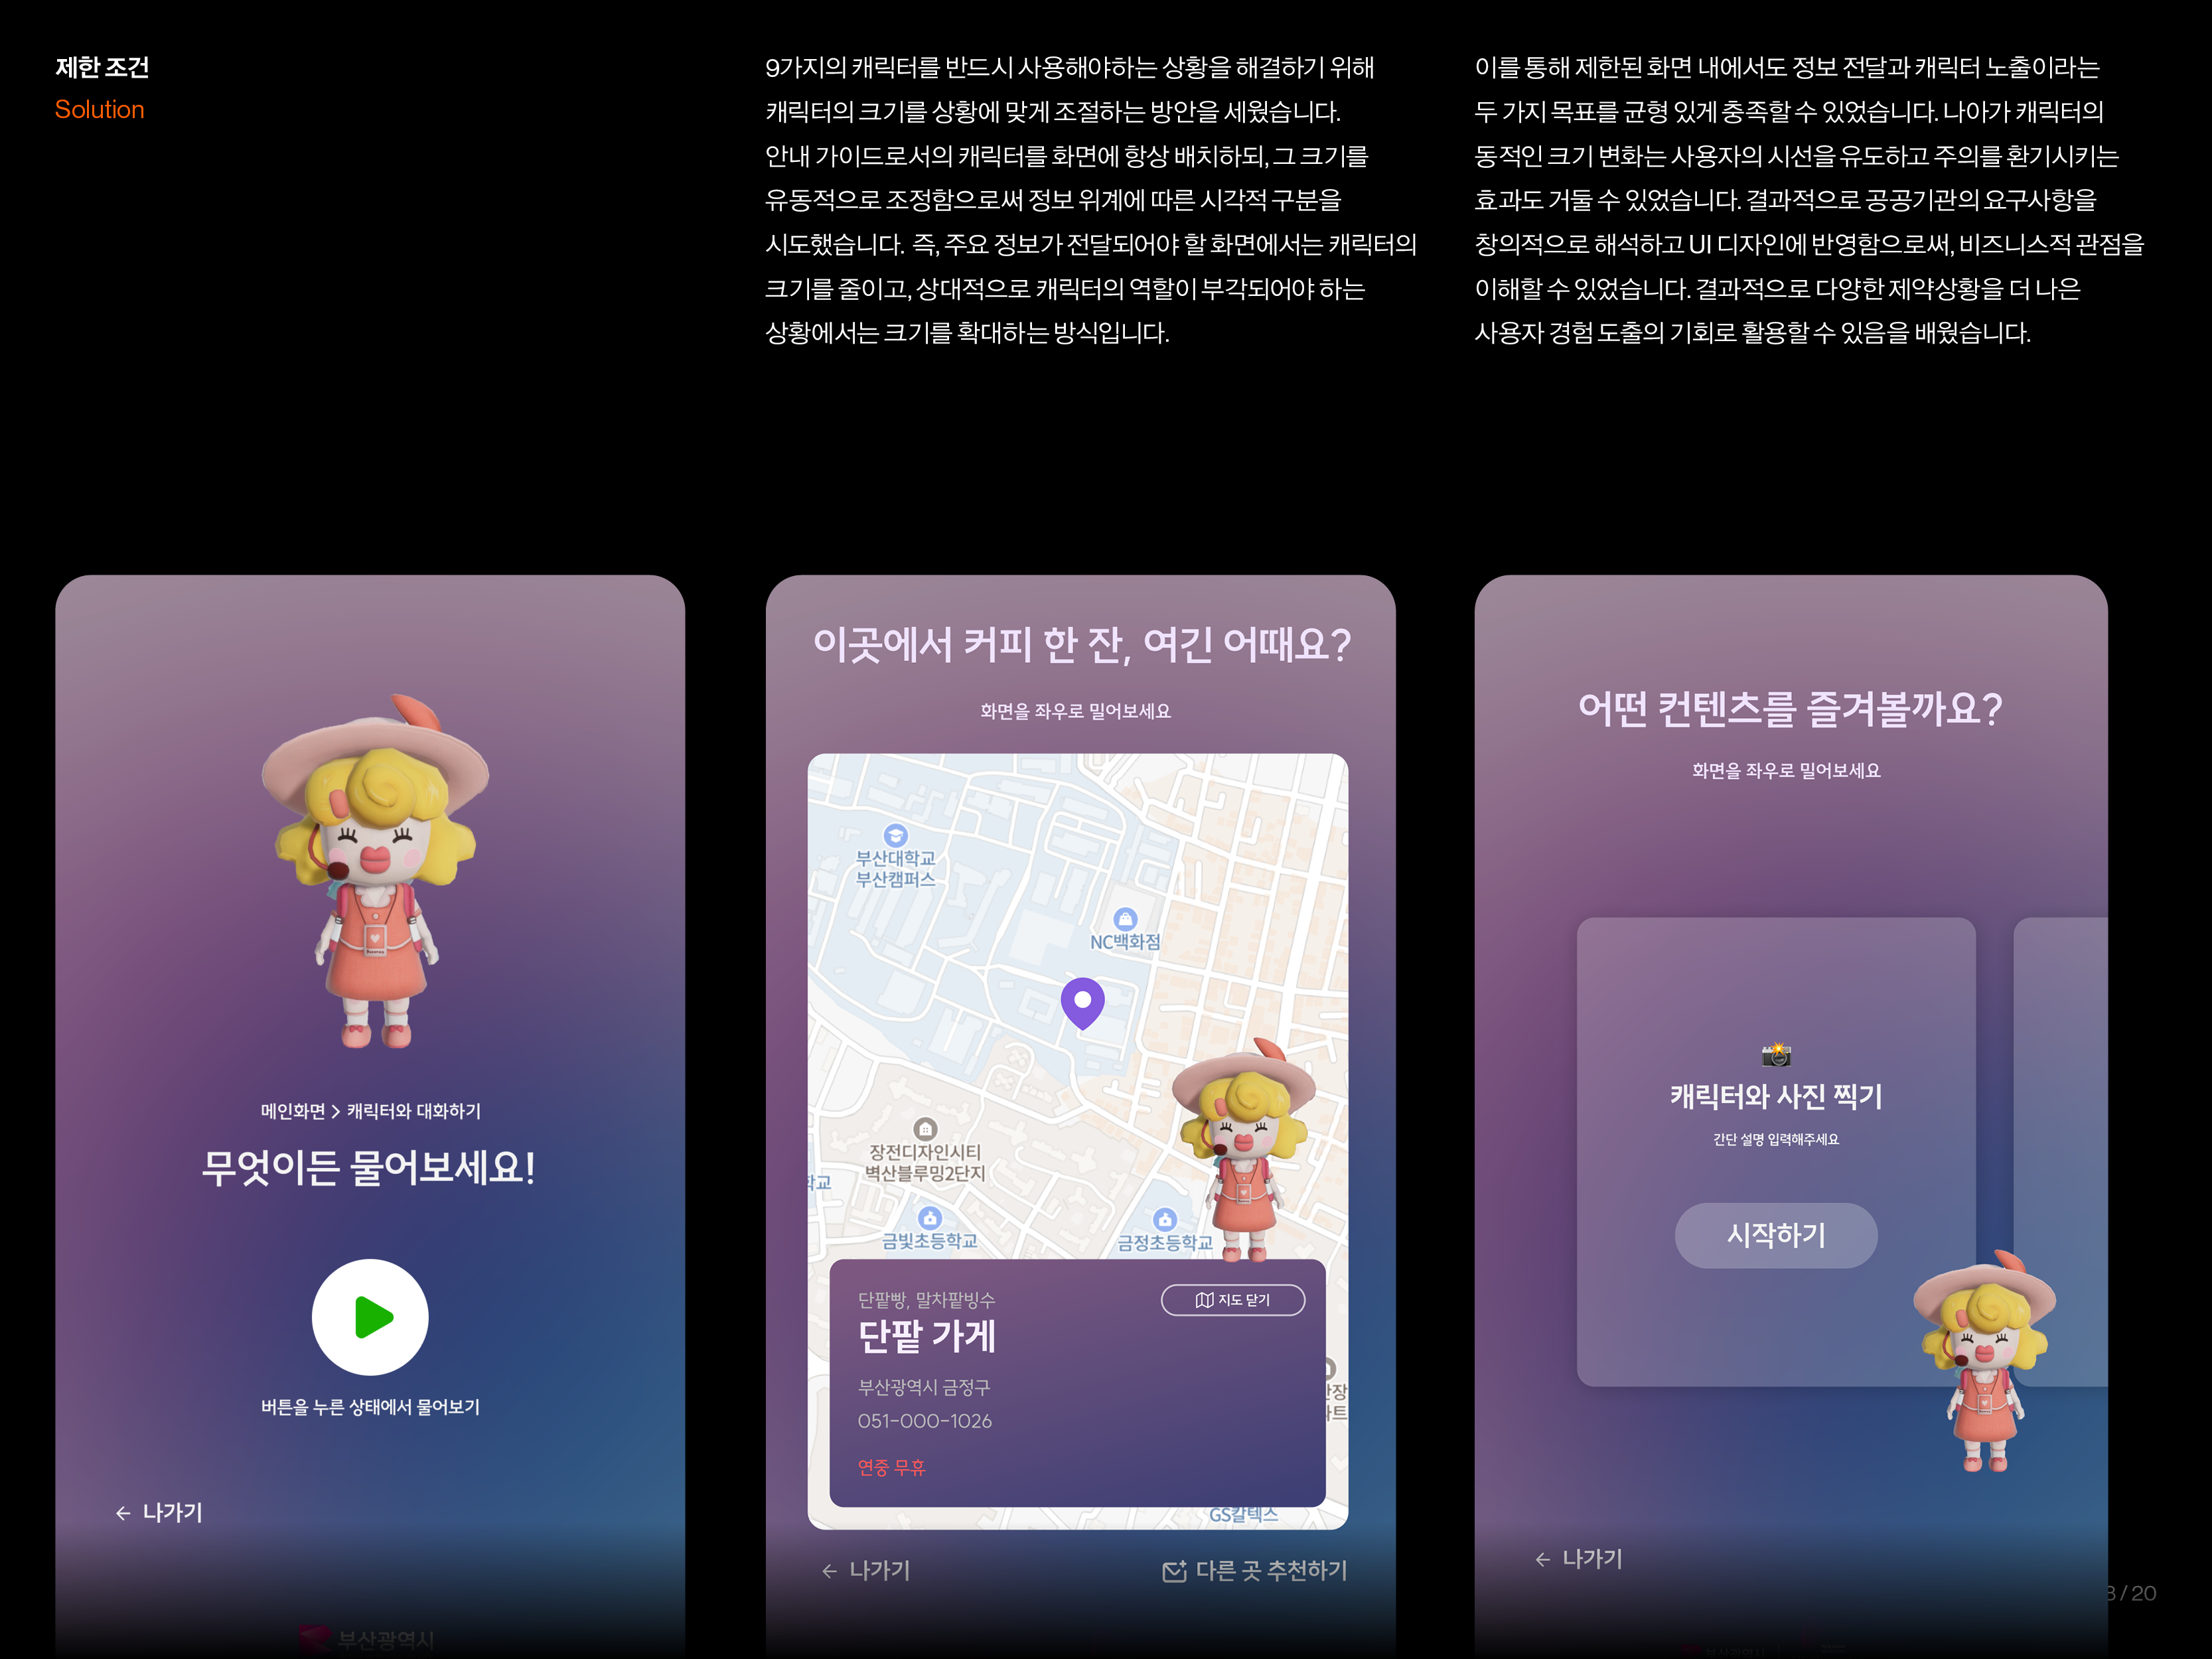 제한 조건
Solution
9가지의 캐릭터를 반드시 사용해야하는 상황을 해결하기 위해
캐릭터의 크기를 상황에 맞게 조절하는 방안을 세웠습니다.
안내 가이드로서의 캐릭터를 화면에 항상 배치하되, 그 크기를
유동적으로 조정함으로써 정보 위계에 따른 시각적 구분을
시도했습니다. 즉, 주요 정보가 전달되어야 할 화면에서는 캐릭터의
크기를 줄이고, 상대적으로 캐릭터의 역할이 부각되어야 하는
상황에서는 크기를 확대하는 방식입니다.
이를 통해 제한된 화면 내에서도 정보 전달과 캐릭터 노출이라는
두 가지 목표를 균형 있게 충족할 수 있었습니다. 나아가 캐릭터의
동적인 크기 변화는 사용자의 시선을 유도하고 주의를 환기시키는
효과도 거둘 수 있었습니다. 결과적으로 공공기관의 요구사항을
창의적으로 해석하고 UI 디자인에 반영함으로써, 비즈니스적 관점을
이해할 수 있었습니다. 결과적으로 다양한 제약상황을 더 나은
사용자 경험 도출의 기회로 활용할 수 있음을 배웠습니다.
메인화면 > 캐릭터와 대화하기
무엇이든 물어보세요!
버튼을 누른 상태에서 물어보기
← 나가기
부산광역시
이곳에서 커피 한 잔, 여긴 어때요?
화면을 좌우로 밀어보세요
부산대학교
부산캠퍼스
NC백화점
장전디자인시티
벽산블루밍2단지
학교
금빛초등학교
금정초등학교
단팥빵, 말차팥빙수
지도 닫기
단팥 가게
부산광역시 금정구
051-000-1026
연중 무휴
GS칼텍스
← 나가기
다른 곳 추천하기
어떤 컨텐츠를 즐겨볼까요?
화면을 좌우로 밀어보세요
캐릭터와 사진 찍기
간단 설명 입력해주세요
시작하기
← 나가기
/ 20